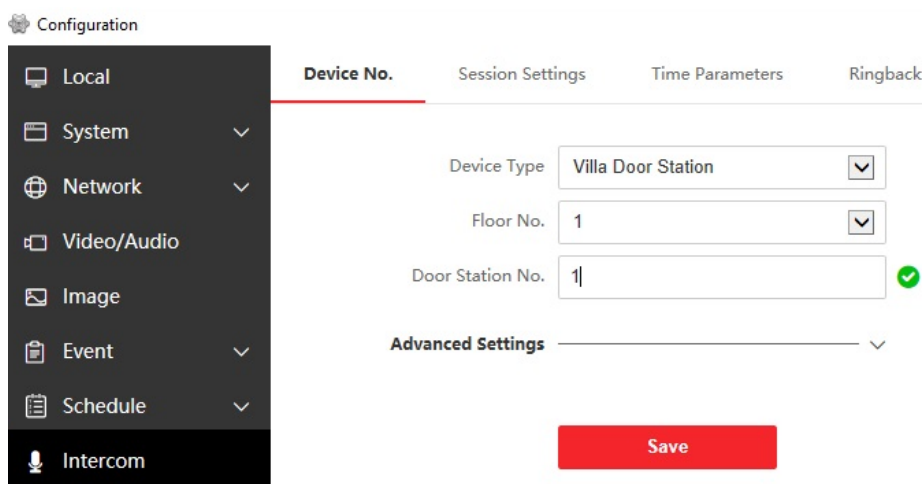 Configuration
Local
System
Network
Video/Audio
Image
Event
Schedule
Intercom
Device No. Session Settings Time Parameters Ringback
Device Type Villa Door Station
Floor No. 1
Door Station No. 1
Advanced Settings
Save